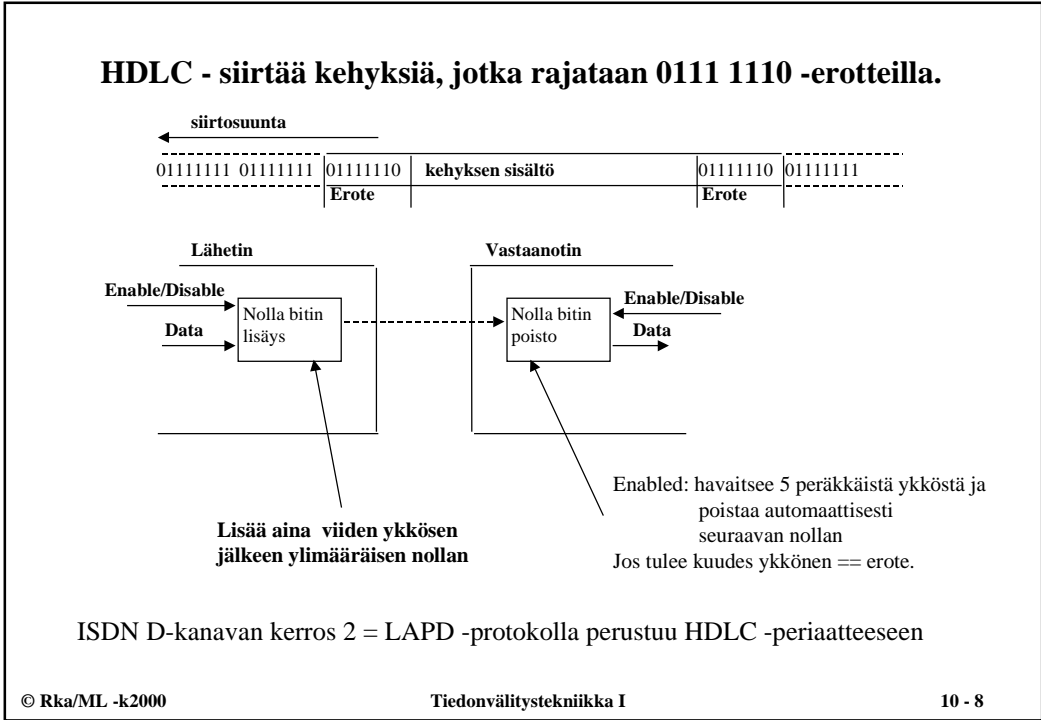 HDLC - siirtää kehyksiä, jotka rajataan 0111 1110 -erotteilla.
siirtosuunta
01111111 01111111 01111110 kehyksen sisältö 01111110 01111111
Erote Erote
Lähetin Vastaanotin
Enable/Disable Enable/Disable
Nolla bitin Nolla bitin
Data lisäys poisto Data
Enabled: havaitsee 5 peräkkäistä ykköstä ja
poistaa automaattisesti
Lisää aina viiden ykkösen seuraavan nollan
jälkeen ylimääräisen nollan Jos tulee kuudes ykkönen == erote.
ISDN D-kanavan kerros 2 = LAPD -protokolla perustuu HDLC -periaatteeseen
© Rka/ML -k2000 Tiedonvälitystekniikka I 10 - 8